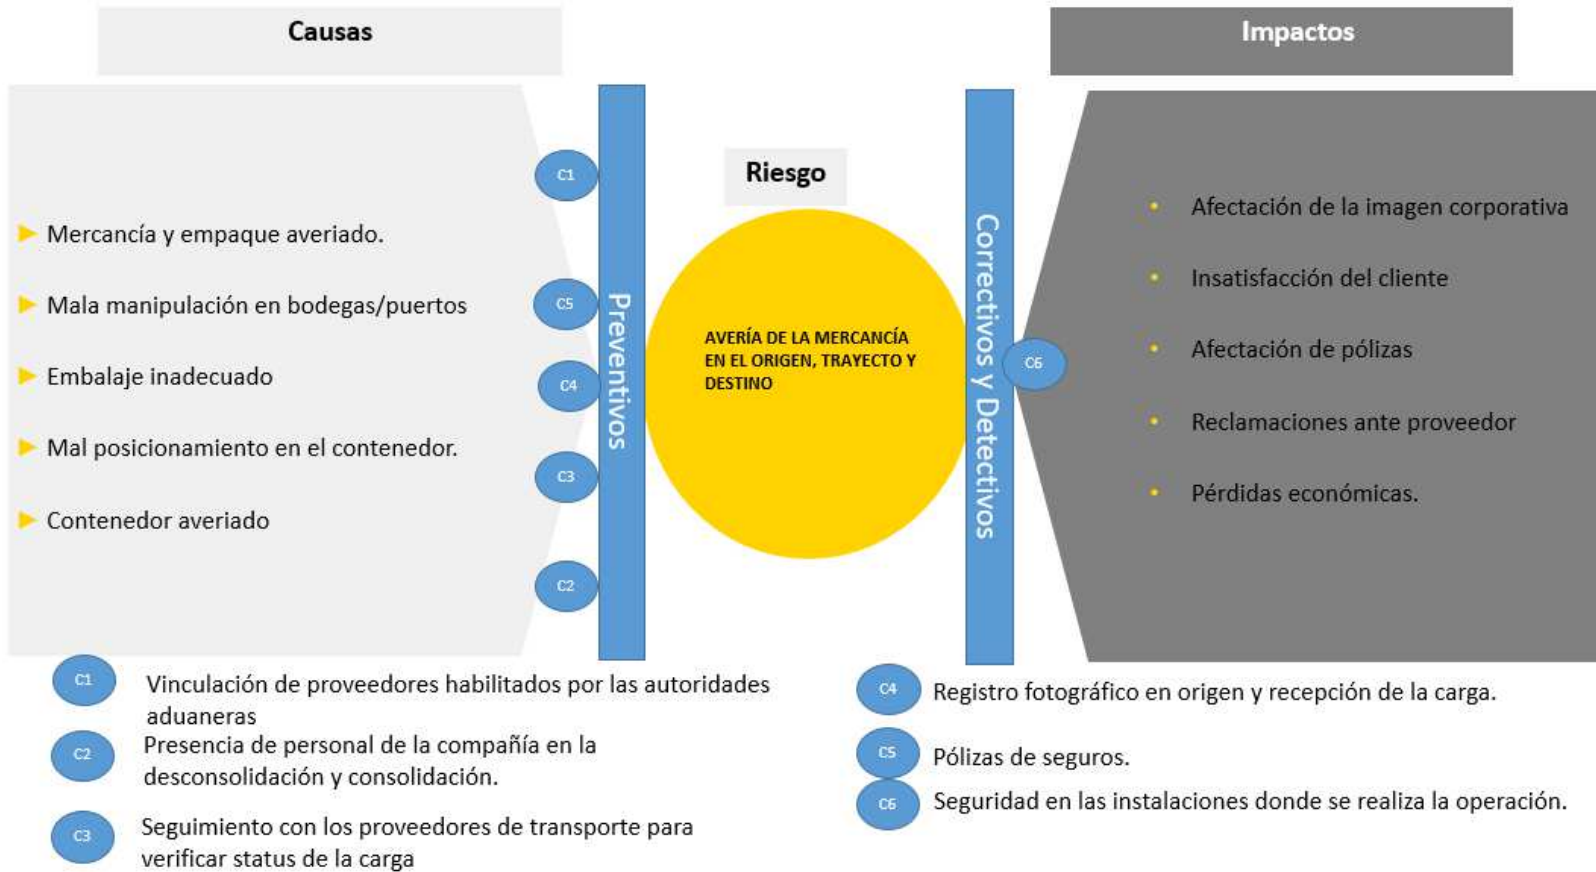 Causas
Impactos
Riesgo
Mercancía y empaque averiado.
Mala manipulación en bodegas/puertos
Embalaje inadecuado
Mal posicionamiento en el contenedor.
Contenedor averiado
C1
C5
C4
C3
C2
Preventivos
AVERÍA DE LA MERCANCÍA
EN EL ORIGEN, TRAYECTO Y
DESTINO
Correctivos y Detectivos
C6
Afectación de la imagen corporativa
Insatisfacción del cliente
Afectación de pólizas
Reclamaciones ante proveedor
Pérdidas económicas.
C1
Vinculación de proveedores habilitados por las autoridades
aduaneras
C2
Presencia de personal de la compañía en la
desconsolidación y consolidación.
C3
Seguimiento con los proveedores de transporte para
verificar status de la carga
C4
Registro fotográfico en origen y recepción de la carga.
C5
Pólizas de seguros.
C6
Seguridad en las instalaciones donde se realiza la operación.